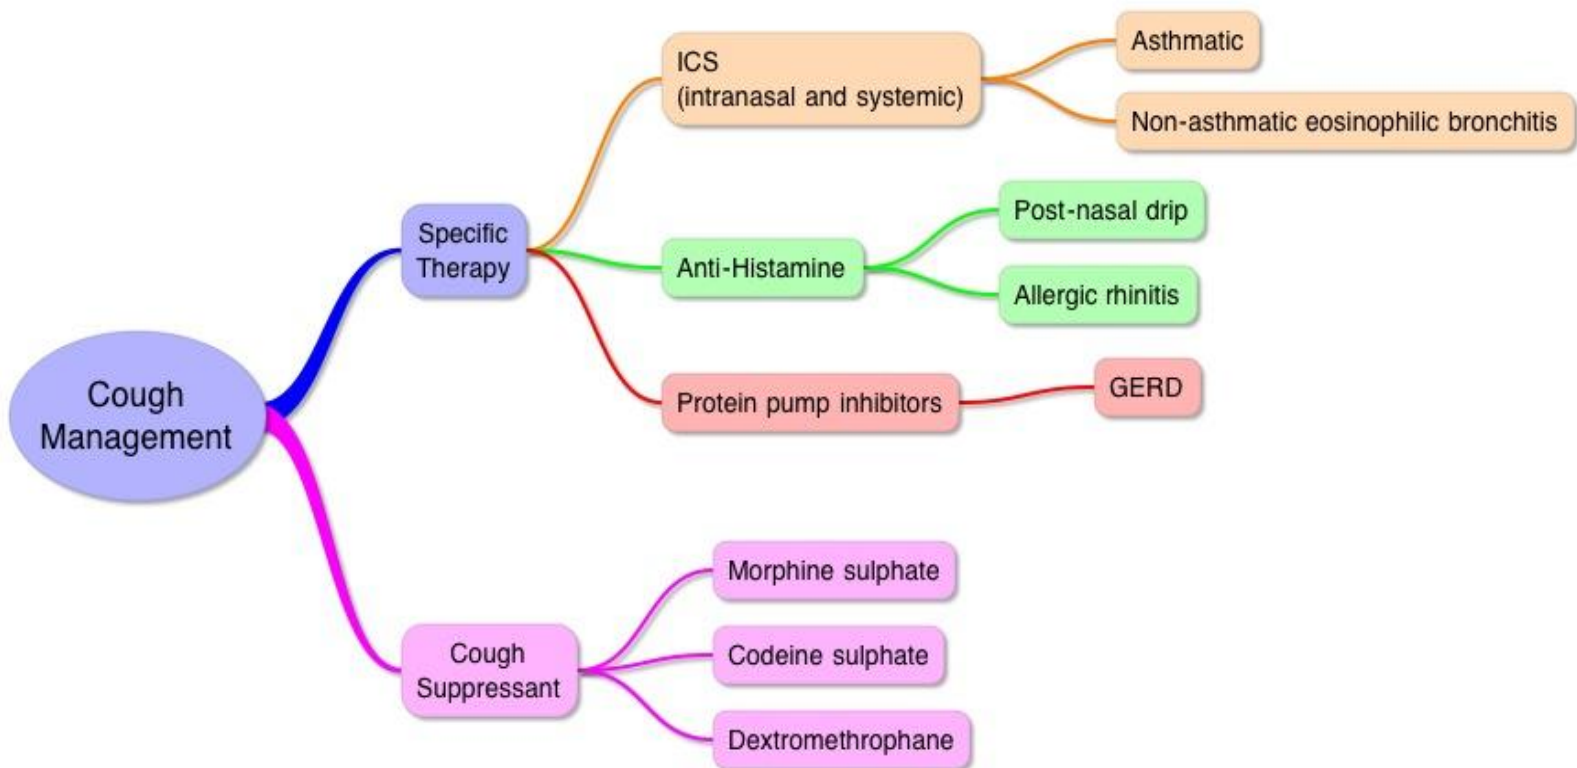 Cough
Management
Specific
Therapy
ICS
(intranasal and systemic)
Asthmatic
Non-asthmatic eosinophilic bronchitis
Anti-Histamine
Post-nasal drip
Allergic rhinitis
Protein pump inhibitors
GERD
Cough
Suppressant
Morphine sulphate
Codeine sulphate
Dextromethrophane